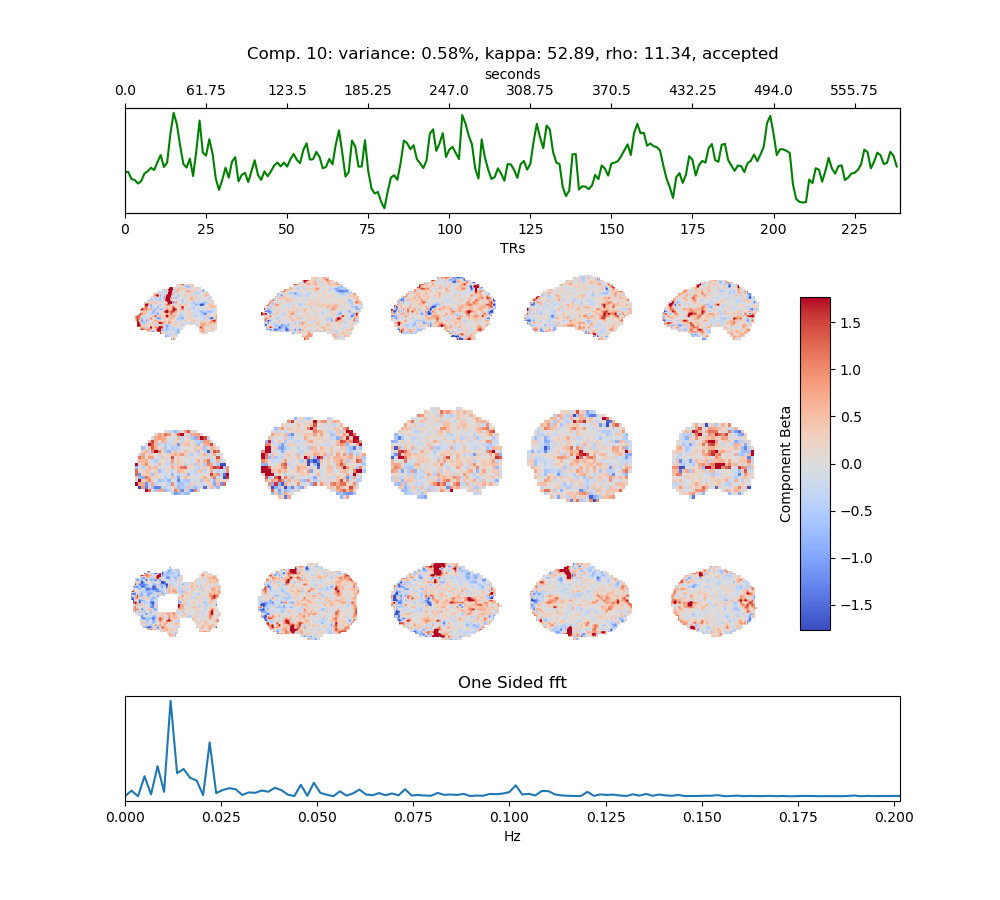 Comp. 10: variance: 0.58%, kappa: 52.89, rho: 11.34, accepted
seconds
0.0 61.75 123.5 185.25 247.0 308.75 370.5 432.25 494.0 555.75
0 25 50 75 100 125 150 175 200 225
TRs
1.5
1.0
0.5
0.0
−0.5
−1.0
−1.5
Component Beta
One Sided fft
0.000 0.025 0.050 0.075 0.100 0.125 0.150 0.175 0.200
Hz